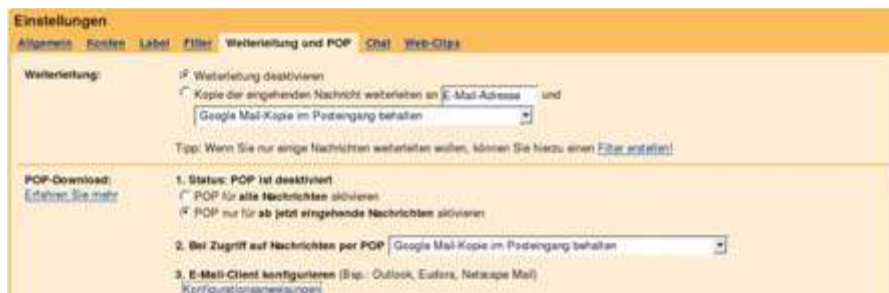 Einstellungen
Allgemein Konten Label Filter Weiterleitung und POP Chat Web-Clips
Weiterleitung:
Weiterleitung deaktivieren
Kopie der eingehenden Nachricht weiterleiten an E-Mail-Adresse und
Google Mail-Kopie im Posteingang behalten
Tipp: Wenn Sie nur einige Nachrichten weiterleiten wollen, können Sie hierzu einen Filter erstellen!
POP-Download:
Erfahren Sie mehr
1. Status: POP ist deaktiviert
POP für alle Nachrichten aktivieren
POP nur für ab jetzt eingehende Nachrichten aktivieren
2. Bei Zugriff auf Nachrichten per POP Google Mail-Kopie im Posteingang behalten
3. E-Mail-Client konfigurieren (Bsp.: Outlook, Eudora, Netscape Mail)
Konfigurationsanweisungen